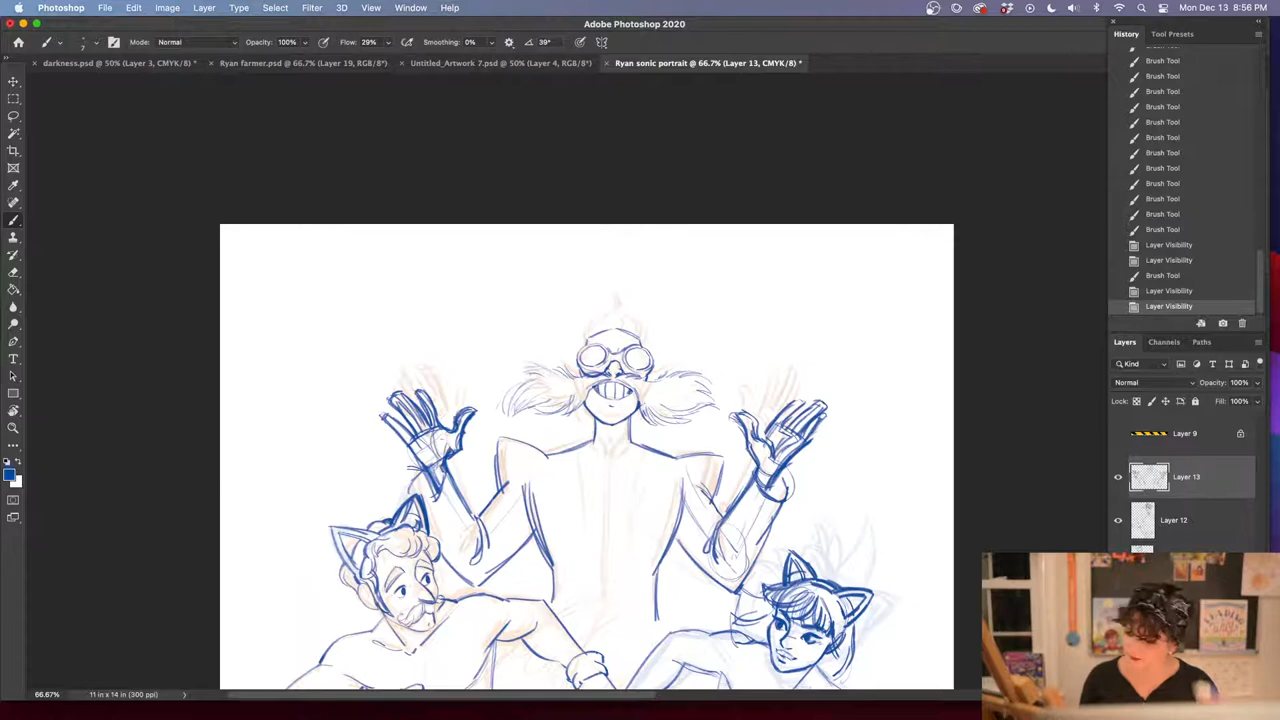 Photoshop File Edit Image Layer Type Select Filter 3D View Window Help Mon Dec 13 8:56 PM
Adobe Photoshop 2020
Mode: Normal Opacity: 100% Flow: 29% Smoothing: 0% 39°
darkness.psd @ 50% (Layer 3, CMYK/8) * Ryan farmer.psd @ 66.7% (Layer 19, RGB/8*) Untitled_Artwork 7.psd @ 50% (Layer 4, RGB/8*) Ryan sonic portrait @ 66.7% (Layer 13, CMYK/8) *
History Tool Presets
Brush Tool
Brush Tool
Brush Tool
Brush Tool
Brush Tool
Brush Tool
Brush Tool
Brush Tool
Brush Tool
Brush Tool
Brush Tool
Brush Tool
Layer Visibility
Layer Visibility
Brush Tool
Layer Visibility
Layer Visibility
Layers Channels Paths
Kind
Normal Opacity: 100%
Lock: Fill: 100%
Layer 9
Layer 13
Layer 12
66.67% 11 in x 14 in (300 ppi)